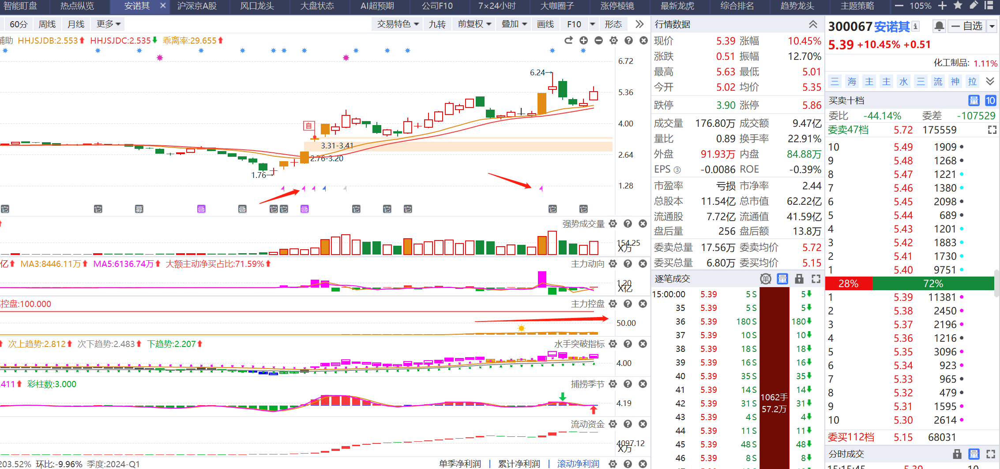 智能盯盘 热点纵览 安诺其 × 沪深京A股 风口龙头 大盘状态 AI超预期 公司F10 7×24小时 大咖圈子 涨停棱镜 最新龙虎 综合排名 趋势龙头 主题策略 105%
60分 周线 月线 更多 交易特色 九转 前复权 叠加 画线 F10 形态
辅助 HHJSJDB:2.553 HHJSJDC:2.535 乖离率:29.655
6.72
6.24→
5.36
4.00
自
3.31-3.41
2.76-3.20
2.64
1.76→
1.28
它 它 募 叠 叠 它 它 叠 它 它 它 它 它
强势成交量
154.25
X万
亿 MA3:8446.11万 MA5:6136.74万 大额主动净买占比:71.59% 主力动向
1.20
X亿
控盘:100.000 主力控盘
50.00
次上趋势:2.812 次下趋势:2.483 下趋势:2.207 水手突破指标
4.00
411 彩柱数:3.000 捕捞季节
4.19
流动资金
4097.12
X万
203.52% 环比:-9.96% 季度:2024-Q1 单季净利润 累计净利润 滚动净利润
行情数据
现价 5.39 涨幅 10.45%
涨跌 0.51 振幅 12.70%
最高 5.63 最低 5.01
今开 5.02 均价 5.35
跌停 3.90 涨停 5.86
成交量 176.80万 成交额 9.47亿
量比 0.89 换手率 22.91%
外盘 91.93万 内盘 84.88万
EPS ③ -0.0086 ROE -0.39%
市盈率 亏损 市净率 2.44
总股本 11.54亿 总市值 62.22亿
流通股 7.72亿 流通值 41.59亿
盘后量 256 盘后额 13.8万
委卖总量 17.56万 委卖均价 5.72
委买总量 6.80万 委买均价 5.15
逐笔成交 单 量
15:00:00 5.39 5 S 5
35 5.39 5 S 5
36 5.39 180 S 180
37 5.39 10 S 10
38 5.39 18 S 18
39 5.39 16 S 16
40 5.39 35 S 35
41 5.39 14 S 14
42 5.39 31 S 31
43 5.39 4 S 4
44 5.39 11 S 11
45 5.39 48 S 48
46 5.39 8 S 8
1062手
57.2万
300067 安诺其 自选
5.39 +10.45% +0.51
化工制品: 1.11%
三 海 主 主 水 三 流 神 拉
买卖十档 量 10
委比 -44.14% 委差 -107529
委卖47档 5.72 175559
10 5.49 1909
9 5.48 1268
8 5.47 1221
7 5.46 1380
6 5.45 2098
5 5.44 689
4 5.43 1201
3 5.42 1883
2 5.41 1730
1 5.40 9751
28% 72%
1 5.39 11381
2 5.38 2450
3 5.37 2196
4 5.36 1216
5 5.35 3096
6 5.34 923
7 5.33 965
8 5.32 479
9 5.31 1595
10 5.30 2614
委买112档 5.15 68031
分时成交 量
15:15:45 5.39 10